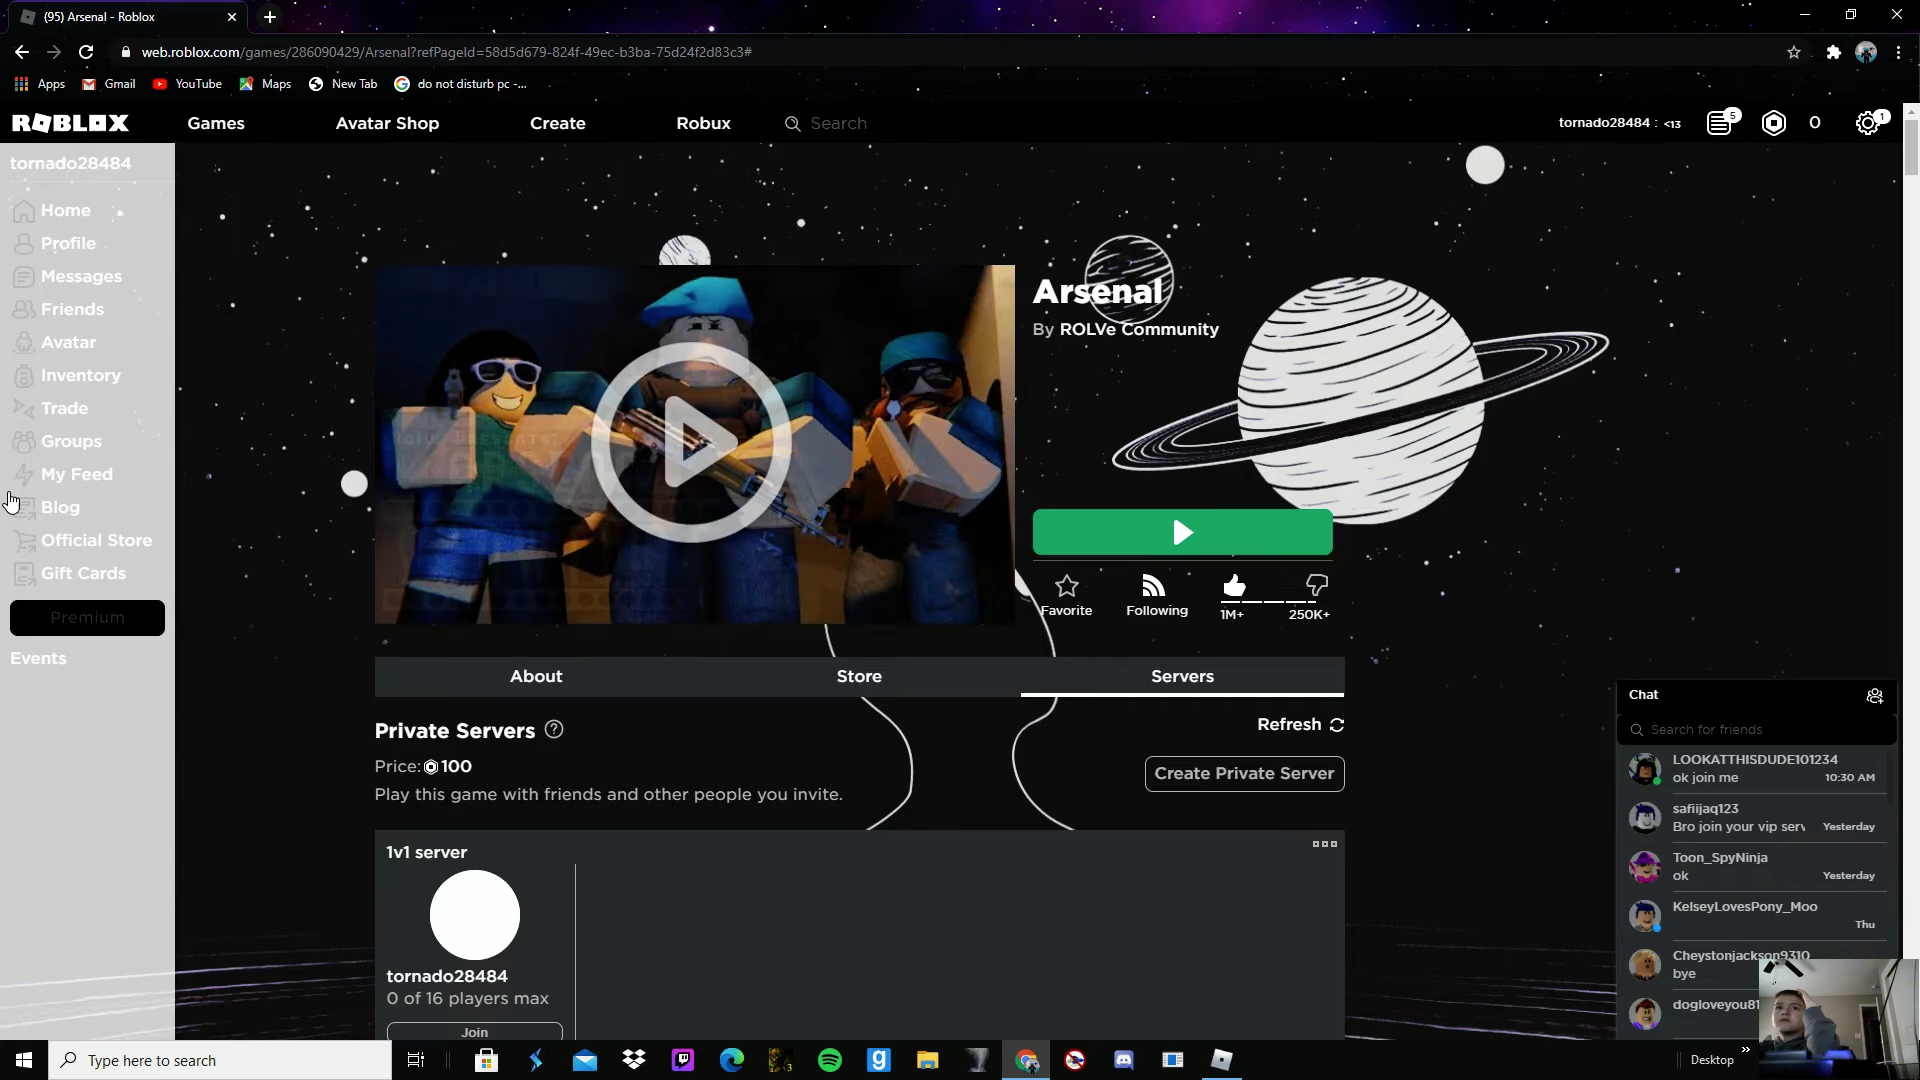 (95) Arsenal - Roblox
web.roblox.com/games/286090429/Arsenal?refPageId=58d5d679-824f-49ec-b3ba-75d24f2d83c3#
Apps Gmail YouTube Maps New Tab do not disturb pc -...
ROBLOX Games Avatar Shop Create Robux Search tornado28484 : <13 5 0 1
tornado28484
Home
Profile
Messages
Friends
Avatar
Inventory
Trade
Groups
My Feed
Blog
Official Store
Gift Cards
Premium
Events
Arsenal
By ROLVe Community
Favorite Following 1M+ 250K+
About Store Servers
Private Servers ?
Refresh
Price: 100
Create Private Server
Play this game with friends and other people you invite.
1v1 server
tornado28484
0 of 16 players max
Join
Chat
Search for friends
LOOKATTHISDUDE101234
ok join me 10:30 AM
safiijaq123
Bro join your vip serv Yesterday
Toon_SpyNinja
ok Yesterday
KelseyLovesPony_Moo
Thu
Cheystonjackson9310
bye
dogloveyou81
Type here to search
Desktop